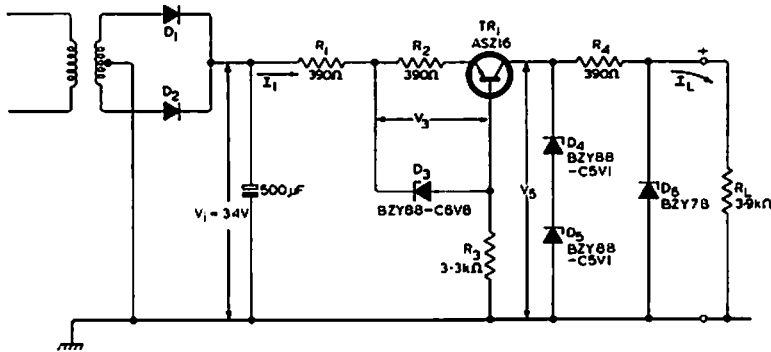 D1
D2
I1
R1
390Ω
R2
390Ω
TR1
ASZ16
R4
390Ω
+
IL
V3
D3
BZY88-C6V8
500µF
Vi = 34V
R3
3·3kΩ
V5
D4
BZY88
-C5V1
D5
BZY88
-C5V1
D6
BZY78
RL
3·9kΩ